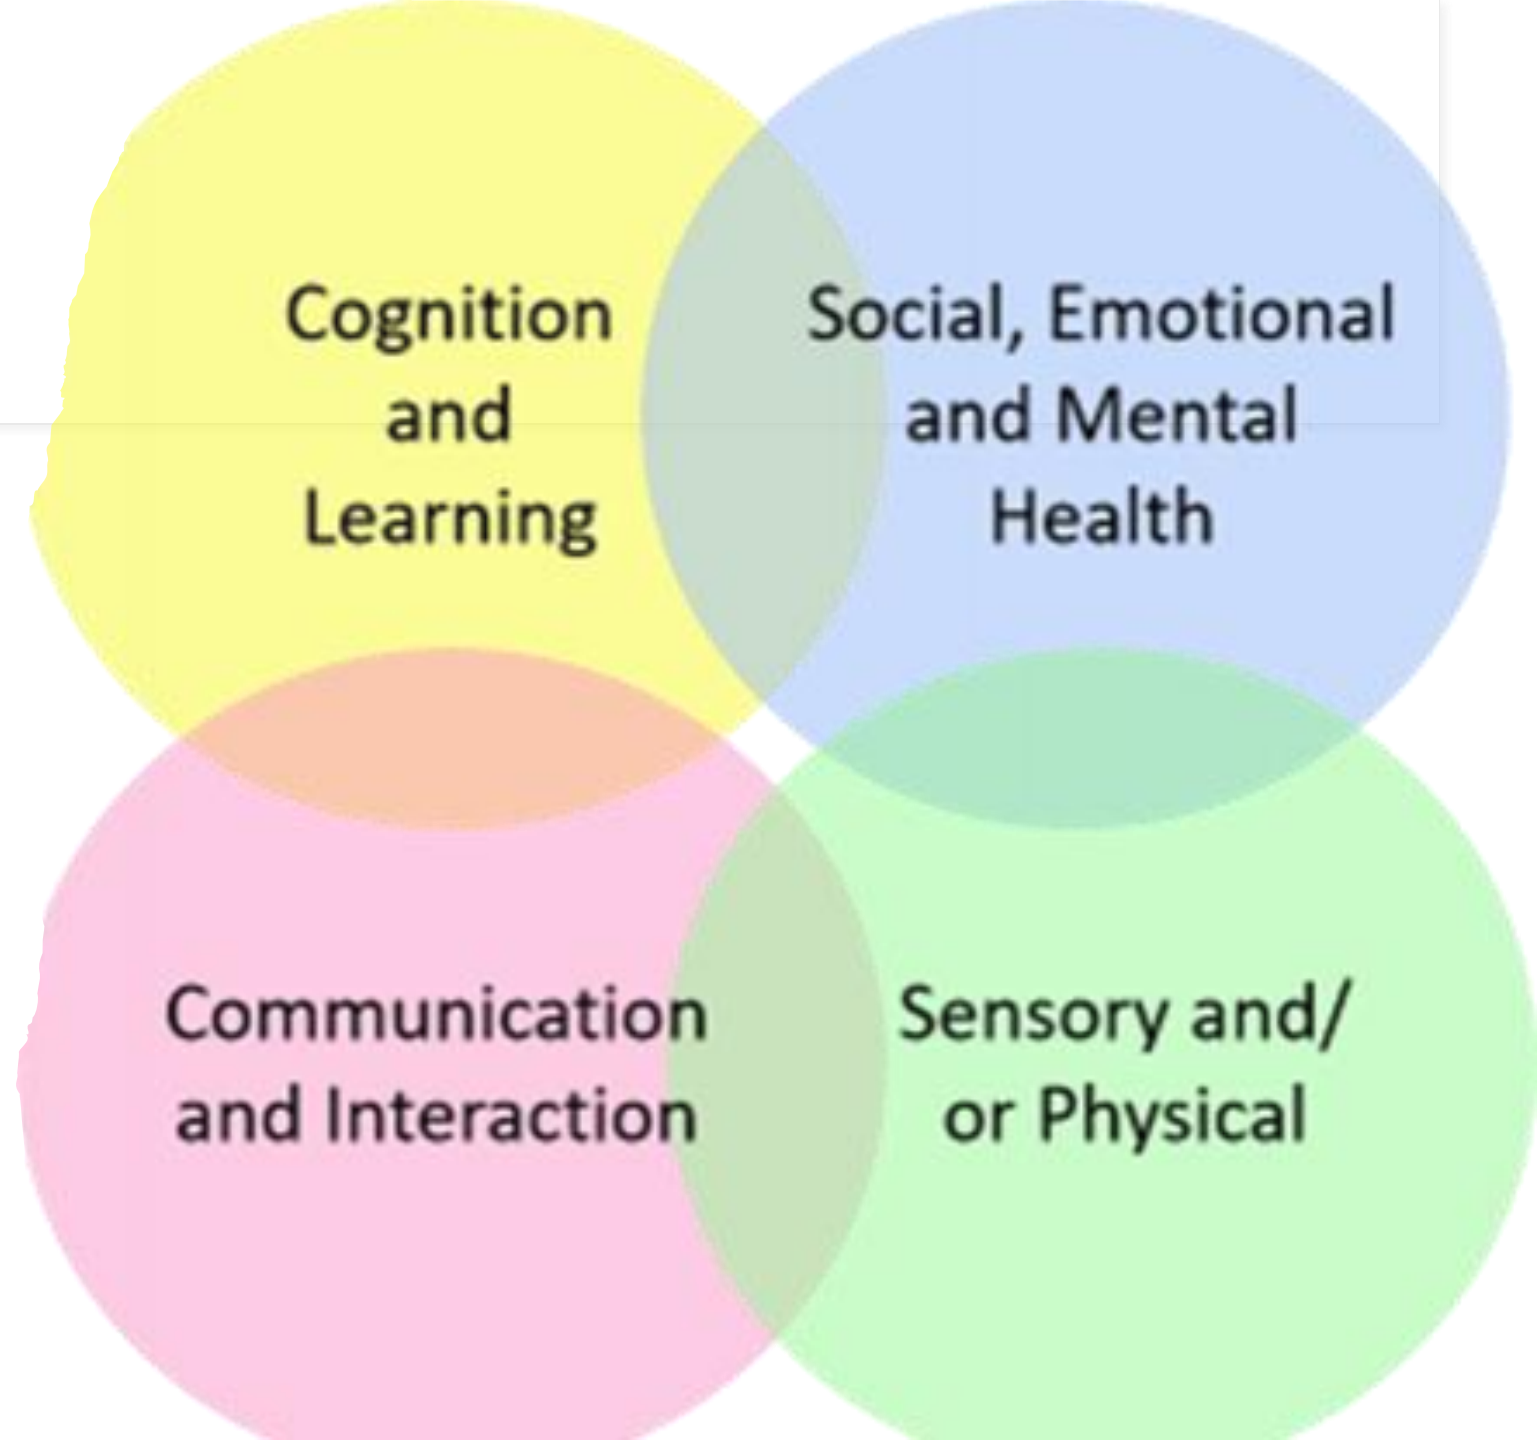 Cognition
and
Learning
Social, Emotional
and Mental
Health
Communication
and Interaction
Sensory and/
or Physical